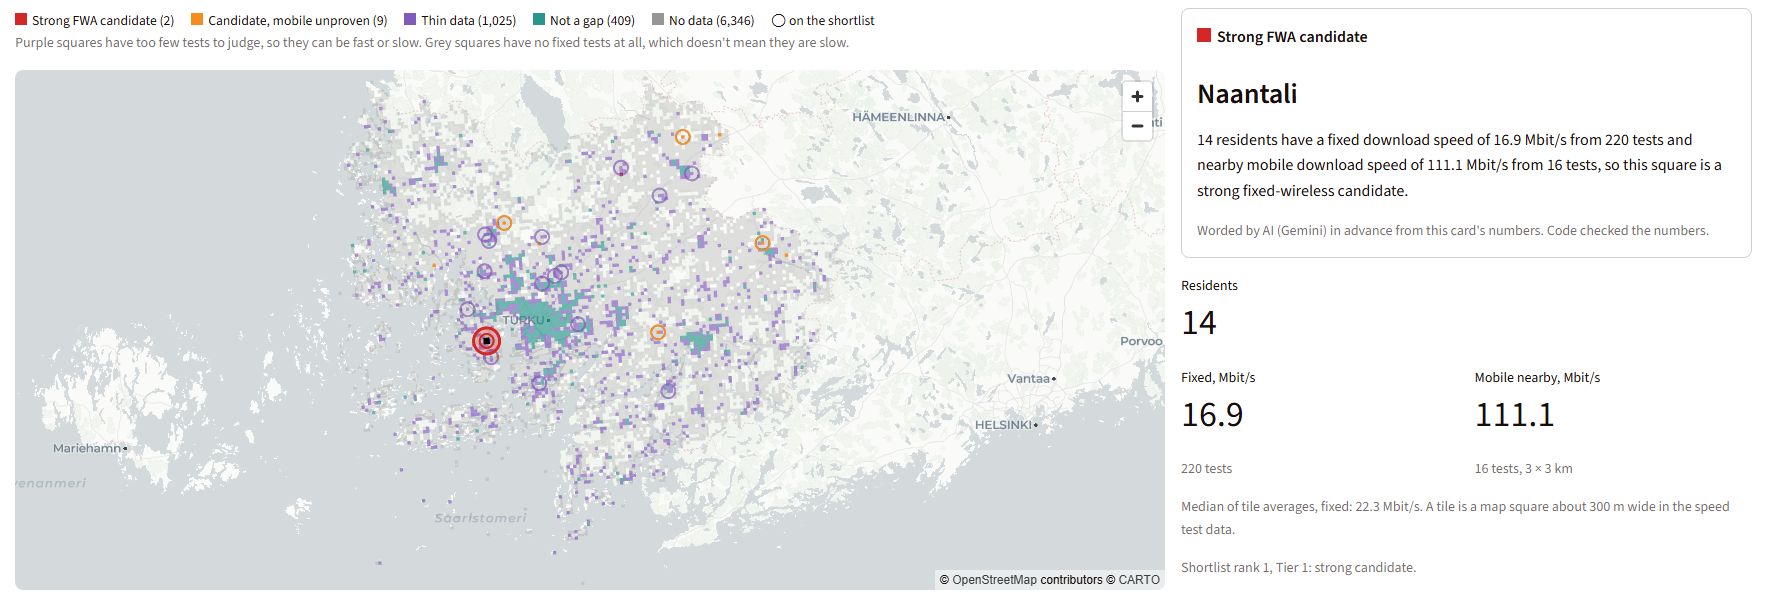 Strong FWA candidate (2) Candidate, mobile unproven (9) Thin data (1,025) Not a gap (409) No data (6,346) on the shortlist
Purple squares have too few tests to judge, so they can be fast or slow. Grey squares have no fixed tests at all, which doesn't mean they are slow.
HÄMEENLINNA
TURKU
Porvoo
Vantaa
HELSINKI
Mariehamn
venanmeri
Saaristomeri
+
−
© OpenStreetMap contributors © CARTO
Strong FWA candidate
Naantali
14 residents have a fixed download speed of 16.9 Mbit/s from 220 tests and
nearby mobile download speed of 111.1 Mbit/s from 16 tests, so this square is a
strong fixed-wireless candidate.
Worded by AI (Gemini) in advance from this card's numbers. Code checked the numbers.
Residents
14
Fixed, Mbit/s
16.9
220 tests
Mobile nearby, Mbit/s
111.1
16 tests, 3 × 3 km
Median of tile averages, fixed: 22.3 Mbit/s. A tile is a map square about 300 m wide in the speed
test data.
Shortlist rank 1, Tier 1: strong candidate.